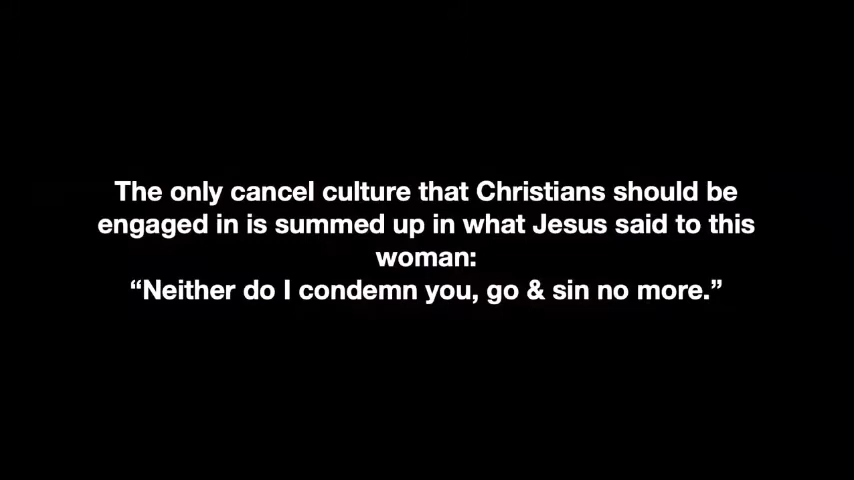 The only cancel culture that Christians should be
engaged in is summed up in what Jesus said to this
woman:
“Neither do I condemn you, go & sin no more.”